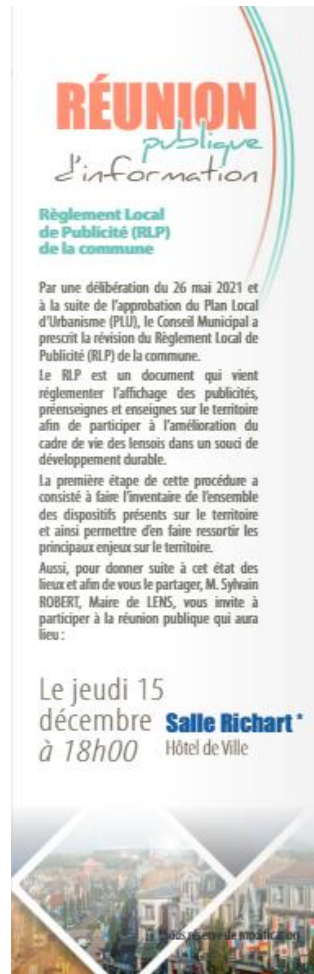 RÉUNION
publique
d'information
Règlement Local
de Publicité (RLP)
de la commune
Par une délibération du 26 mai 2021 et
à la suite de l'approbation du Plan Local
d'Urbanisme (PLU), le Conseil Municipal a
prescrit la révision du Règlement Local de
Publicité (RLP) de la commune.
Le RLP est un document qui vient
réglementer l'affichage des publicités,
préenseignes et enseignes sur le territoire
afin de participer à l'amélioration du
cadre de vie des lensois dans un souci de
développement durable.
La première étape de cette procédure a
consisté à faire l'inventaire de l'ensemble
des dispositifs présents sur le territoire
et ainsi permettre d'en faire ressortir les
principaux enjeux sur le territoire.
Aussi, pour donner suite à cet état des
lieux et afin de vous le partager, M. Sylvain
ROBERT, Maire de LENS, vous invite à
participer à la réunion publique qui aura
lieu :
Le jeudi 15
décembre
à 18h00
Salle Richart *
Hôtel de Ville
*sous réserve de modification